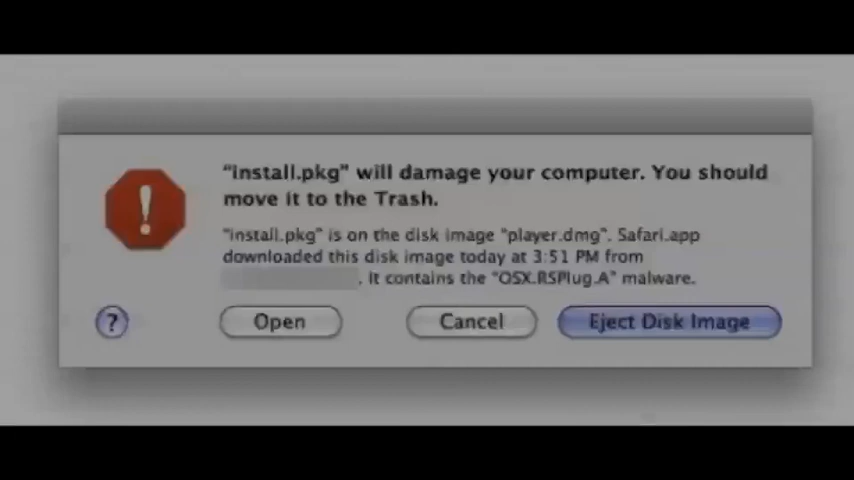 "install.pkg" will damage your computer. You should
move it to the Trash.
"install.pkg" is on the disk image "player.dmg". Safari.app
downloaded this disk image today at 3:51 PM from
. It contains the "OSX.RSPlug.A" malware.
? Open Cancel Eject Disk Image